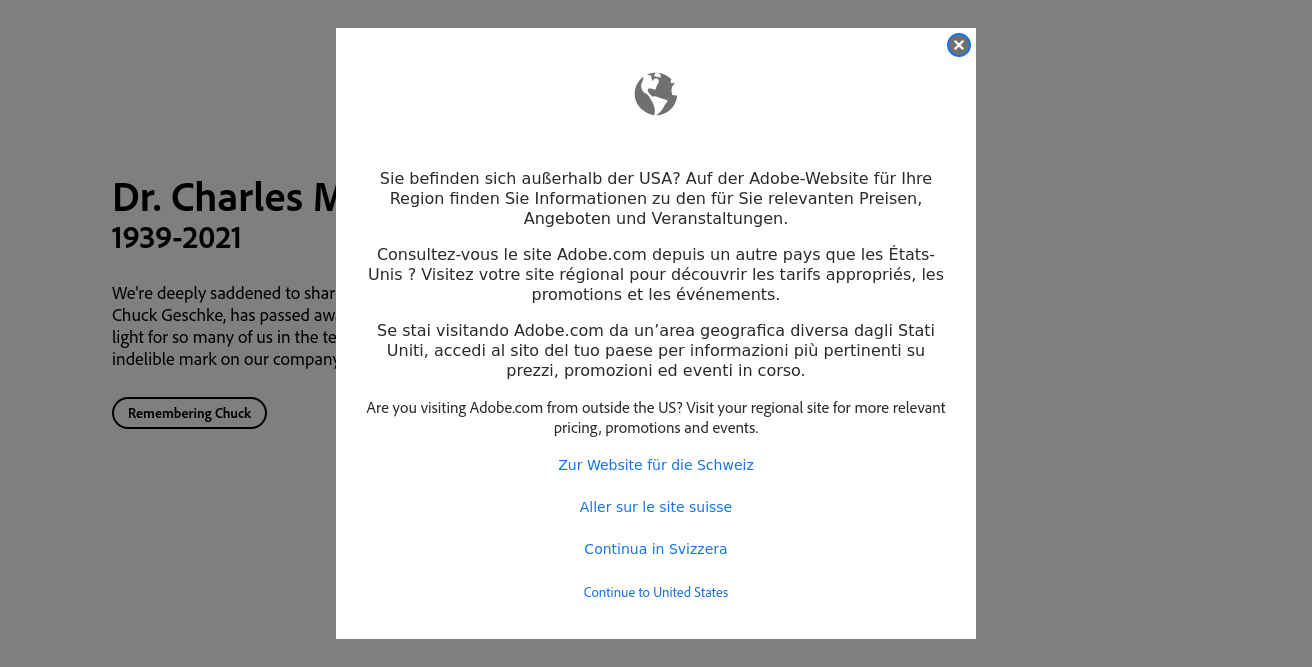 Dr. Charles M
1939-2021
We're deeply saddened to shar
Chuck Geschke, has passed awa
light for so many of us in the te
indelible mark on our company
Remembering Chuck
Sie befinden sich außerhalb der USA? Auf der Adobe-Website für Ihre
Region finden Sie Informationen zu den für Sie relevanten Preisen,
Angeboten und Veranstaltungen.
Consultez-vous le site Adobe.com depuis un autre pays que les États-
Unis ? Visitez votre site régional pour découvrir les tarifs appropriés, les
promotions et les événements.
Se stai visitando Adobe.com da un’area geografica diversa dagli Stati
Uniti, accedi al sito del tuo paese per informazioni più pertinenti su
prezzi, promozioni ed eventi in corso.
Are you visiting Adobe.com from outside the US? Visit your regional site for more relevant
pricing, promotions and events.
Zur Website für die Schweiz
Aller sur le site suisse
Continua in Svizzera
Continue to United States